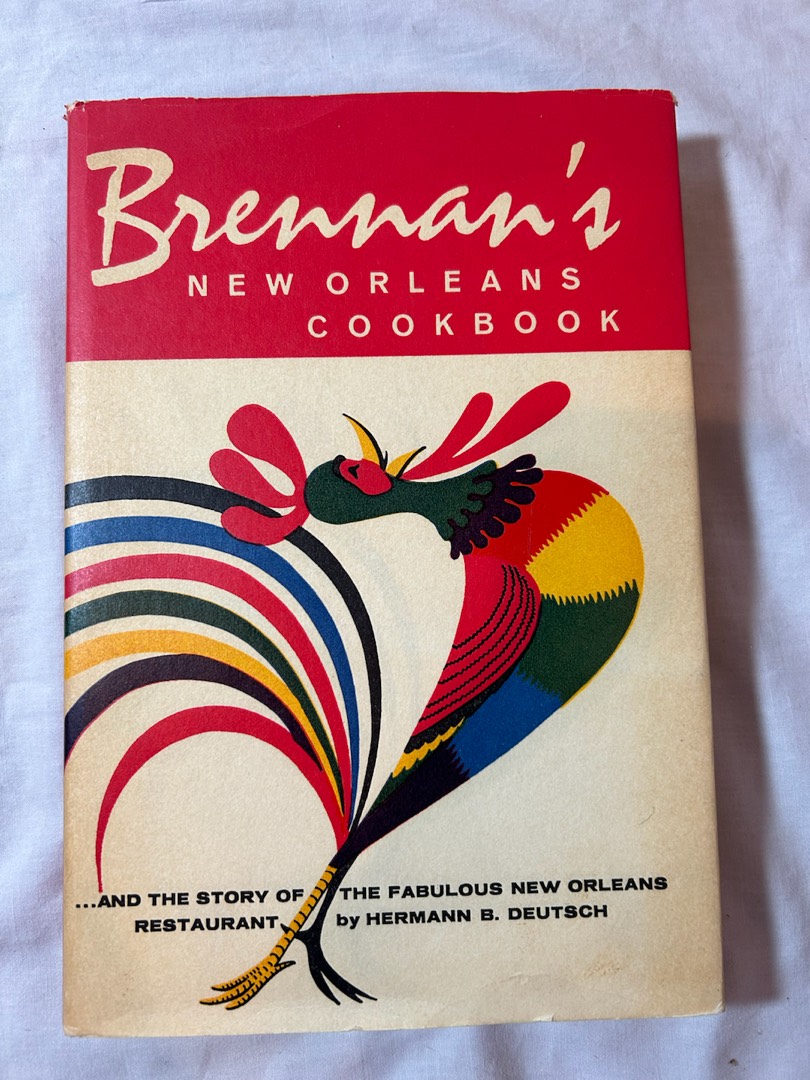 Brennan's
NEW ORLEANS
COOKBOOK
...AND THE STORY OF THE FABULOUS NEW ORLEANS
RESTAURANT by HERMANN B. DEUTSCH